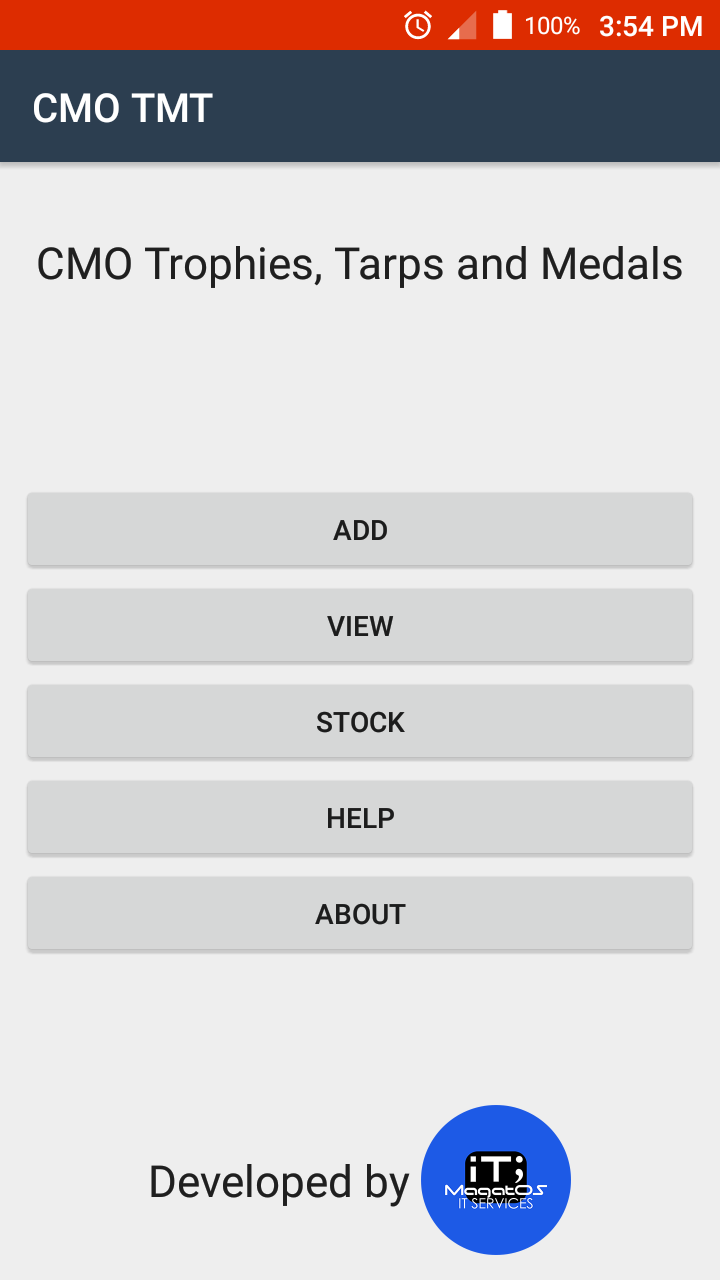 100% 3:54 PM
CMO TMT
CMO Trophies, Tarps and Medals
ADD
VIEW
STOCK
HELP
ABOUT
Developed by
iT;
MagatOS
IT SERVICES